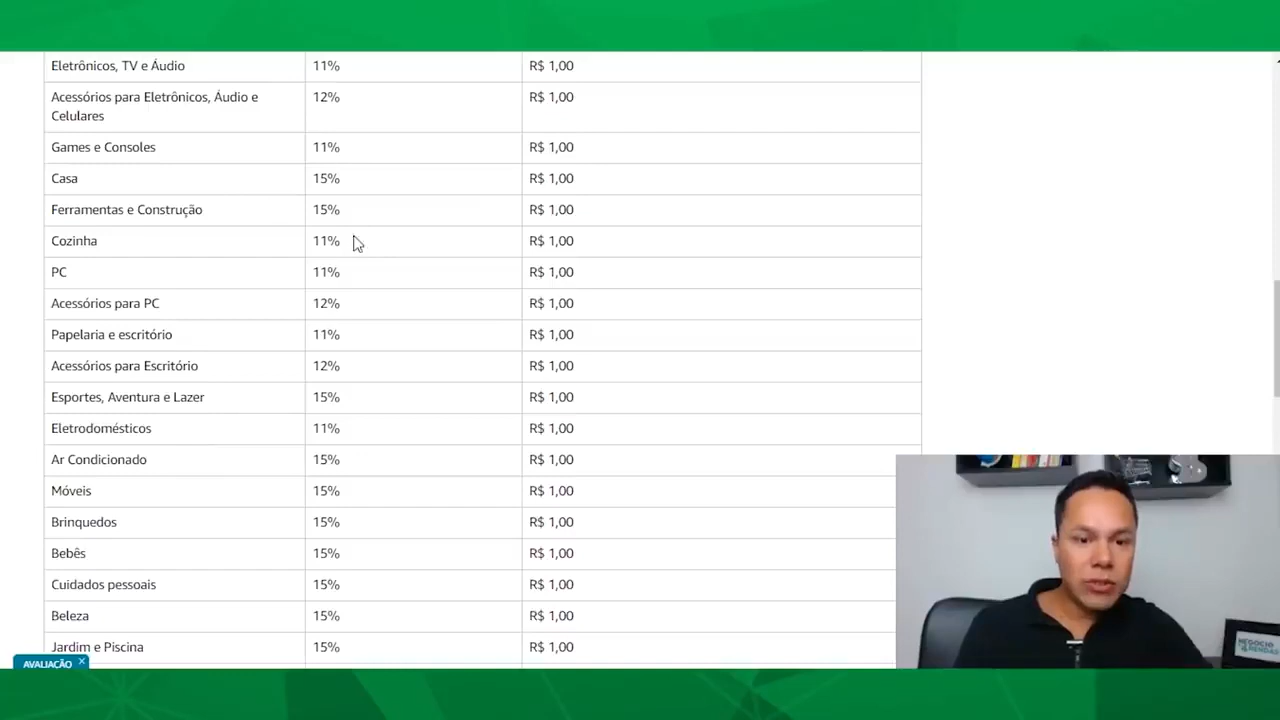 Eletrônicos, TV e Áudio 11% R$ 1,00
Acessórios para Eletrônicos, Áudio e 12% R$ 1,00
Celulares
Games e Consoles 11% R$ 1,00
Casa 15% R$ 1,00
Ferramentas e Construção 15% R$ 1,00
Cozinha 11% R$ 1,00
PC 11% R$ 1,00
Acessórios para PC 12% R$ 1,00
Papelaria e escritório 11% R$ 1,00
Acessórios para Escritório 12% R$ 1,00
Esportes, Aventura e Lazer 15% R$ 1,00
Eletrodomésticos 11% R$ 1,00
Ar Condicionado 15% R$ 1,00
Móveis 15% R$ 1,00
Brinquedos 15% R$ 1,00
Bebês 15% R$ 1,00
Cuidados pessoais 15% R$ 1,00
Beleza 15% R$ 1,00
Jardim e Piscina 15% R$ 1,00
AVALIAÇÃO
NEGÓCIO
RENDAS